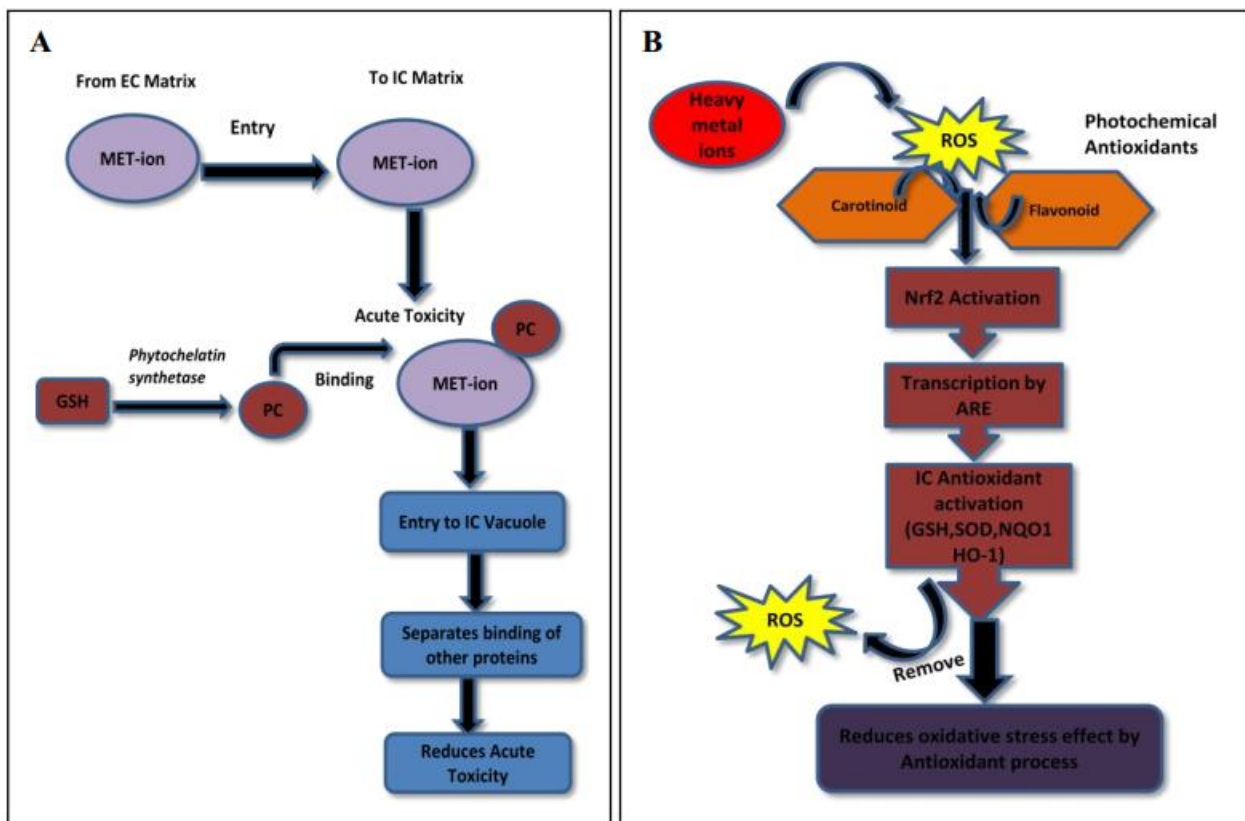 A
From EC Matrix
To IC Matrix
Entry
MET-ion
MET-ion
Acute Toxicity
PC
Phytochelatin
synthetase
Binding
MET-ion
GSH
PC
Entry to IC Vacuole
Separates binding of
other proteins
Reduces Acute
Toxicity
B
Heavy
metal
ions
ROS
Photochemical
Antioxidants
Carotinoid
Flavonoid
Nrf2 Activation
Transcription by
ARE
IC Antioxidant
activation
(GSH,SOD,NQO1
HO-1)
ROS
Remove
Reduces oxidative stress effect by
Antioxidant process